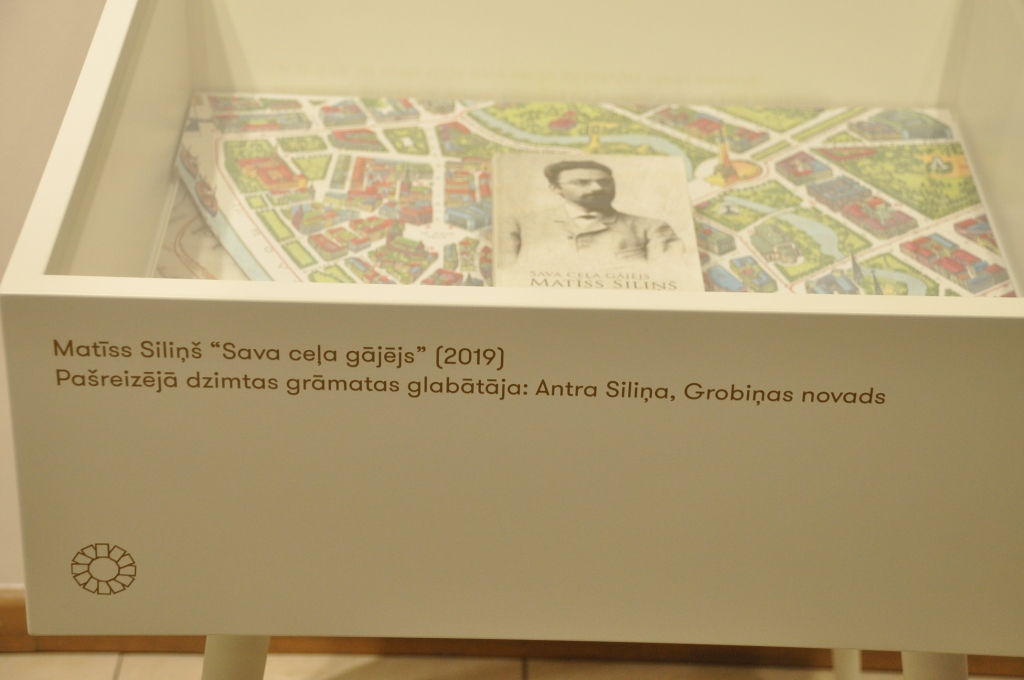 SAVA CEĻA GĀJĒJS
MATĪSS SILIŅŠ
Matīss Siliņš “Sava ceļa gājējs” (2019)
Pašreizējā dzimtas grāmatas glabātāja: Antra Siliņa, Grobiņas novads